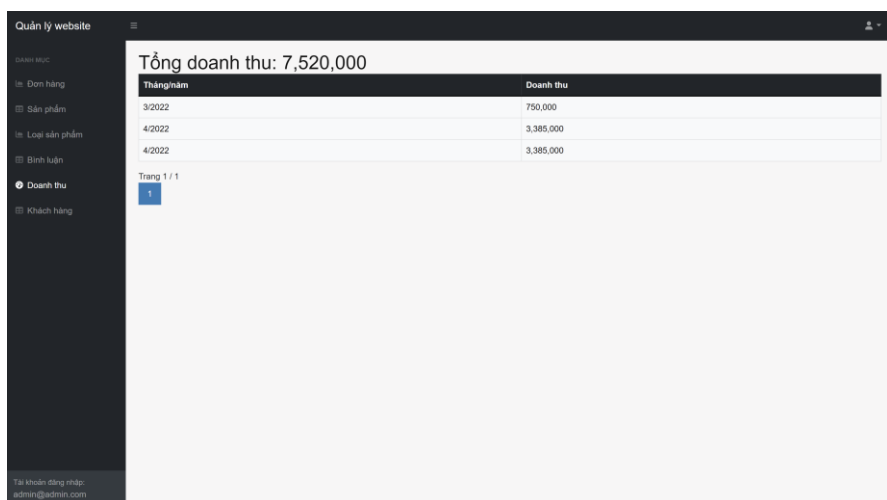 Quản lý website
DANH MỤC
Đơn hàng
Sản phẩm
Loại sản phẩm
Bình luận
Doanh thu
Khách hàng
Tài khoản đăng nhập:
admin@admin.com
Tổng doanh thu: 7,520,000
Tháng/năm Doanh thu
3/2022 750,000
4/2022 3,385,000
4/2022 3,385,000
Trang 1 / 1
1